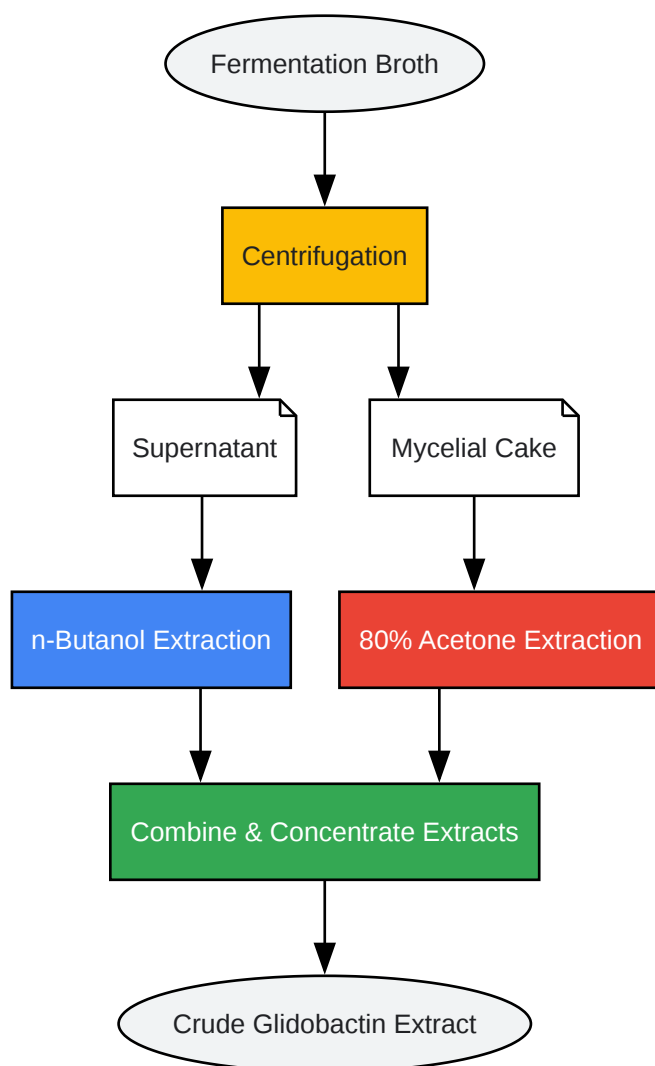 Fermentation Broth
Centrifugation
Supernatant
Mycelial Cake
n-Butanol Extraction
80% Acetone Extraction
Combine & Concentrate Extracts
Crude Glidobactin Extract